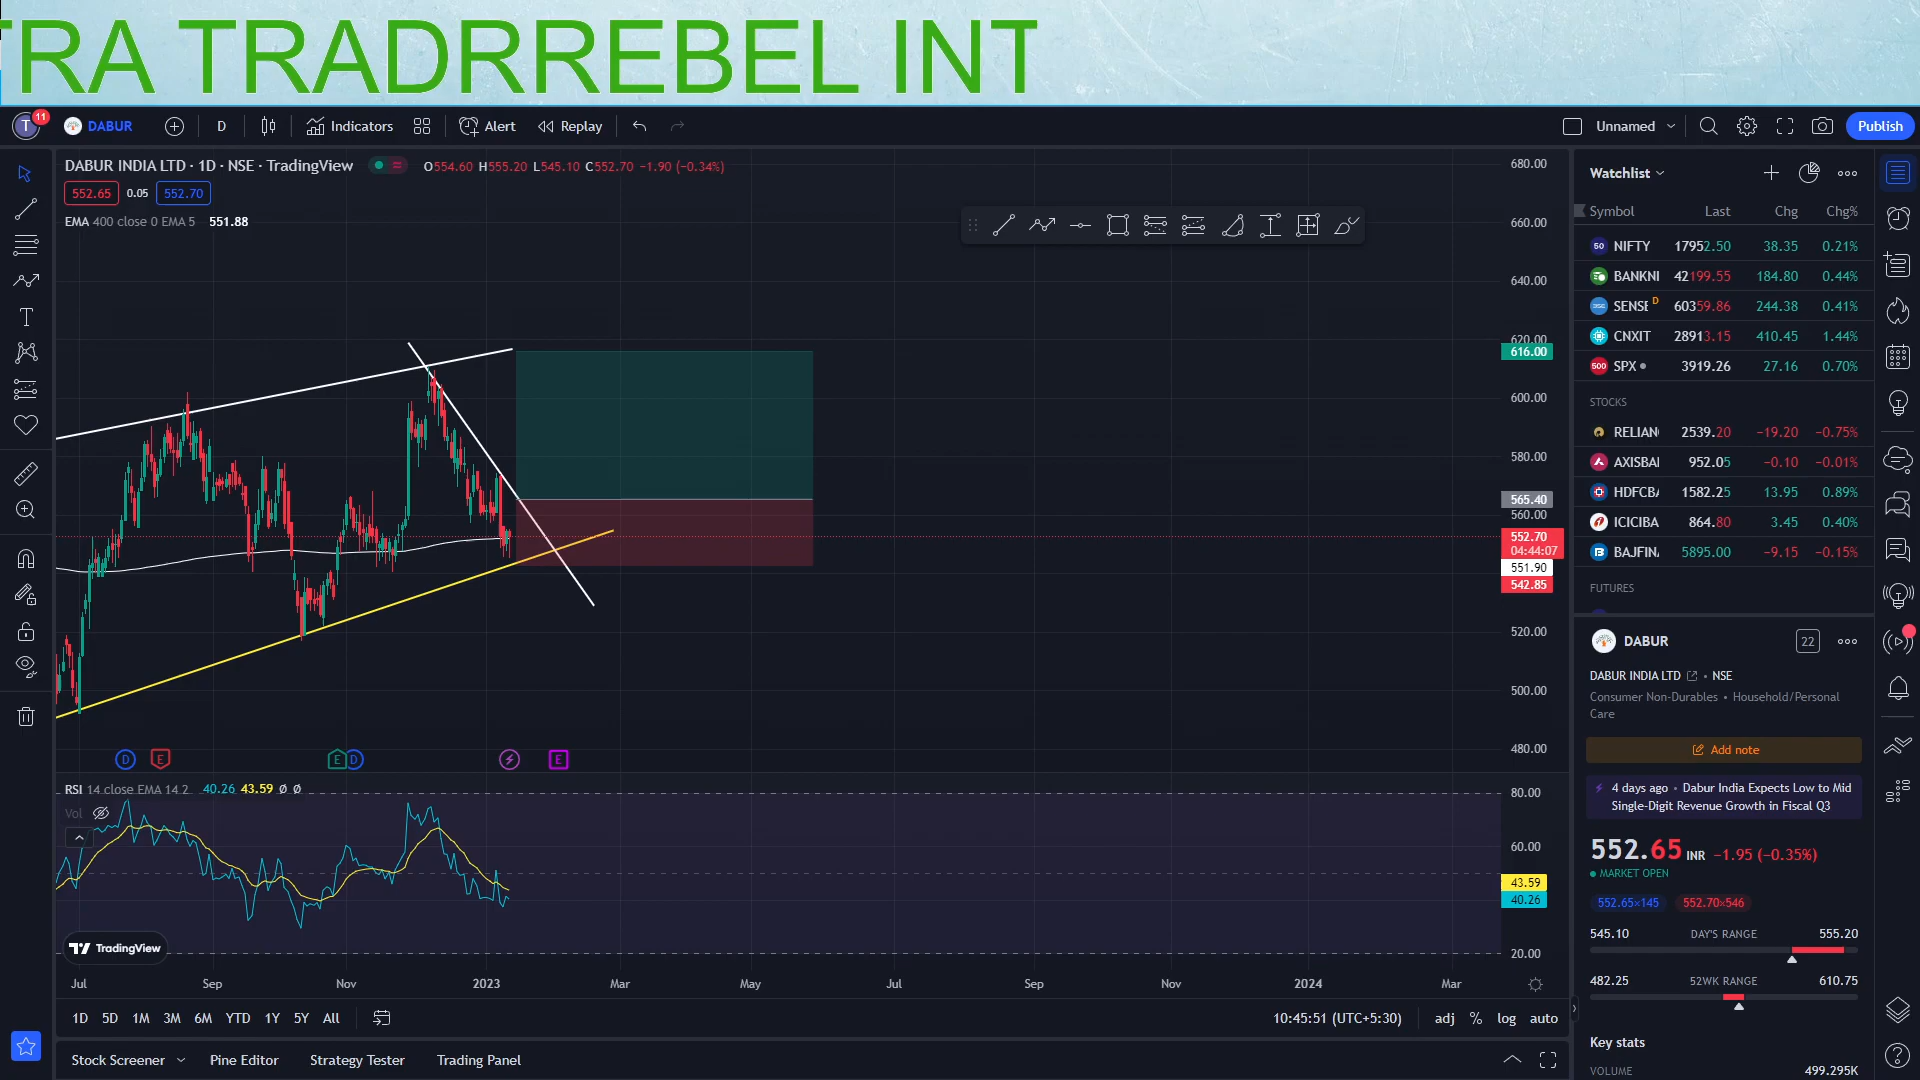 TRA TRADRREBEL INT
T 11 DABUR D Indicators Alert Replay Unnamed Publish
DABUR INDIA LTD · 1D · NSE · TradingView O554.60 H555.20 L545.10 C552.70 −1.90 (−0.34%)
552.65 0.05 552.70
EMA 400 close 0 EMA 5 551.88
680.00
660.00
640.00
620.00
616.00
600.00
580.00
565.40
560.00
552.70
04:44:07
551.90
542.85
520.00
500.00
480.00
D E E D E
RSI 14 close EMA 14 2 40.26 43.59 ø ø
Vol
80.00
60.00
43.59
40.26
20.00
TradingView
Jul Sep Nov 2023 Mar May Jul Sep Nov 2024 Mar
1D 5D 1M 3M 6M YTD 1Y 5Y All 10:45:51 (UTC+5:30) adj % log auto
Stock Screener Pine Editor Strategy Tester Trading Panel
Watchlist
Symbol Last Chg Chg%
50 NIFTY 17952.50 38.35 0.21%
BANKNI 42199.55 184.80 0.44%
SENSE D 60359.86 244.38 0.41%
CNXIT 28913.15 410.45 1.44%
500 SPX 3919.26 27.16 0.70%
STOCKS
RELIAN 2539.20 −19.20 −0.75%
AXISBAI 952.05 −0.10 −0.01%
HDFCBA 1582.25 13.95 0.89%
ICICIBA 864.80 3.45 0.40%
BAJFIN 5895.00 −9.15 −0.15%
FUTURES
DABUR 22
DABUR INDIA LTD • NSE
Consumer Non-Durables • Household/Personal
Care
Add note
4 days ago • Dabur India Expects Low to Mid
Single-Digit Revenue Growth in Fiscal Q3
552.65 INR −1.95 (−0.35%)
MARKET OPEN
552.65×145 552.70×546
545.10 DAY'S RANGE 555.20
482.25 52WK RANGE 610.75
Key stats
VOLUME 499.295K